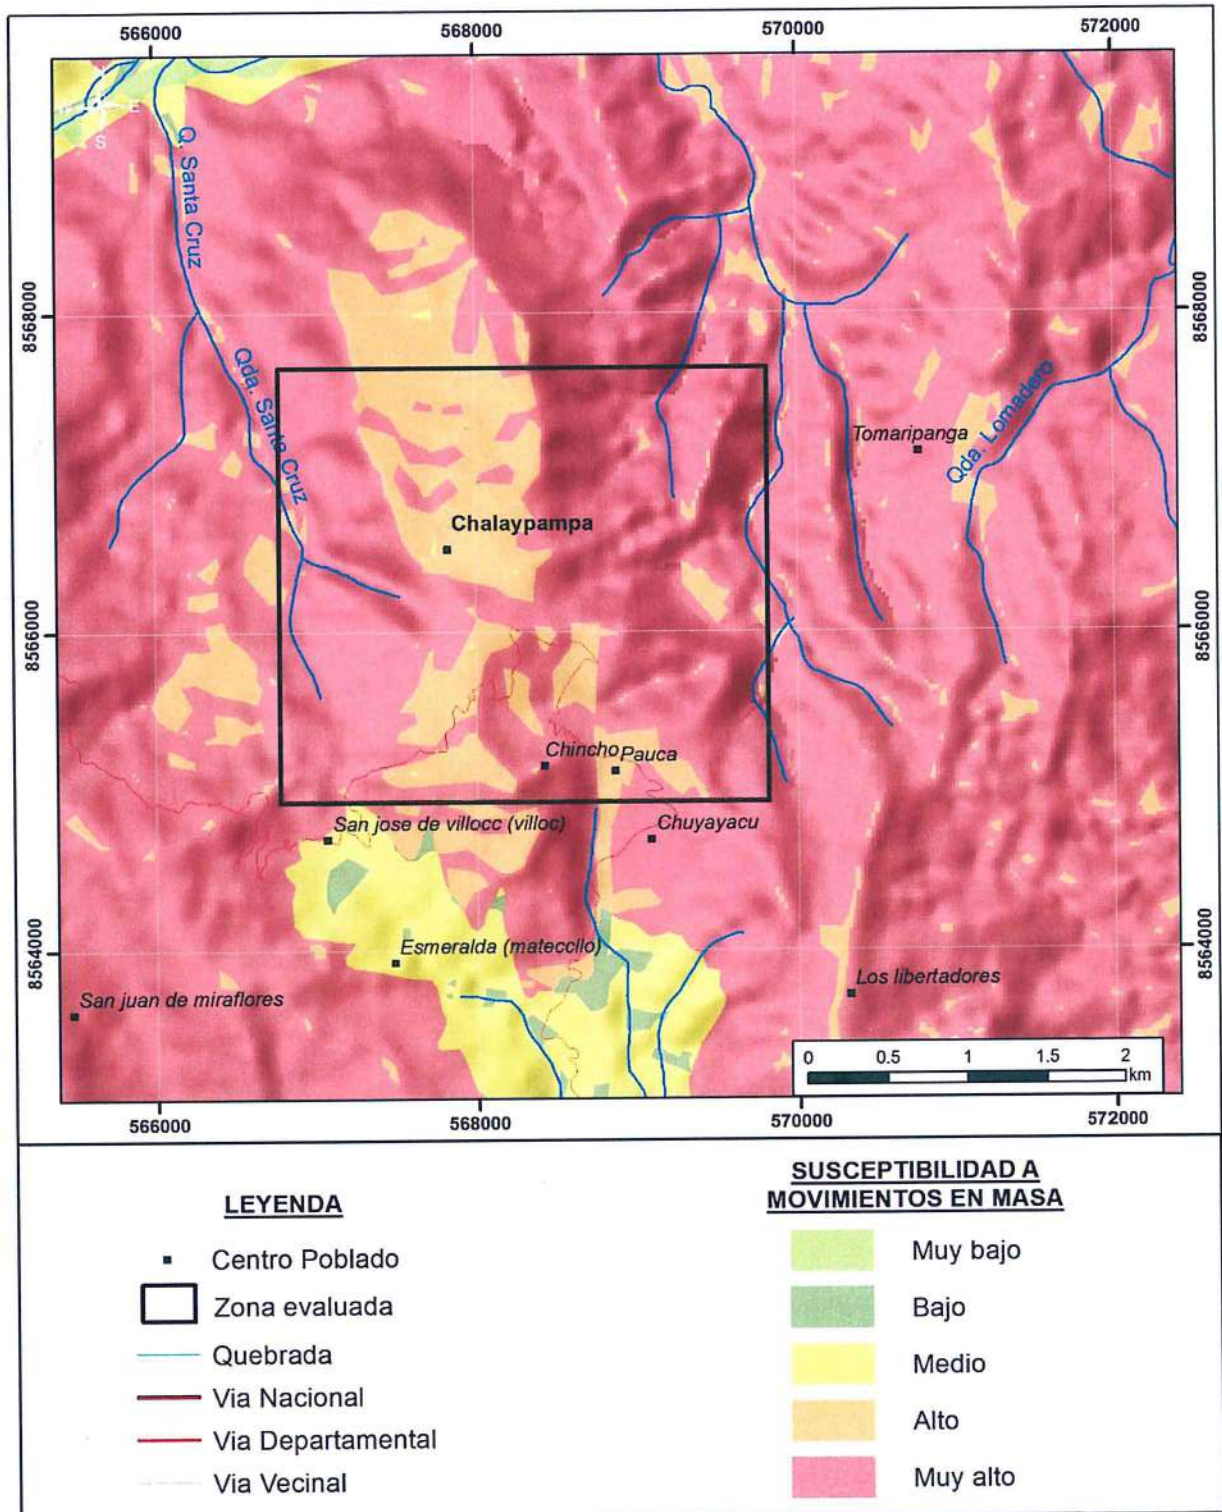 566000 568000 570000 572000
E
S
Q. Santa Cruz
8568000 8568000
Qda. Santa Cruz
Tomaripanga
Qda. Lomadero
Chalaypampa
8566000 8566000
Chincho Pauca
San jose de villocc (villoc) Chuyayacu
8564000 8564000
Esmeralda (mateccllo)
Los libertadores
San juan de miraflores
0 0.5 1 1.5 2
km
566000 568000 570000 572000
LEYENDA
Centro Poblado
Zona evaluada
Quebrada
Via Nacional
Via Departamental
Via Vecinal
SUSCEPTIBILIDAD A
MOVIMIENTOS EN MASA
Muy bajo
Bajo
Medio
Alto
Muy alto